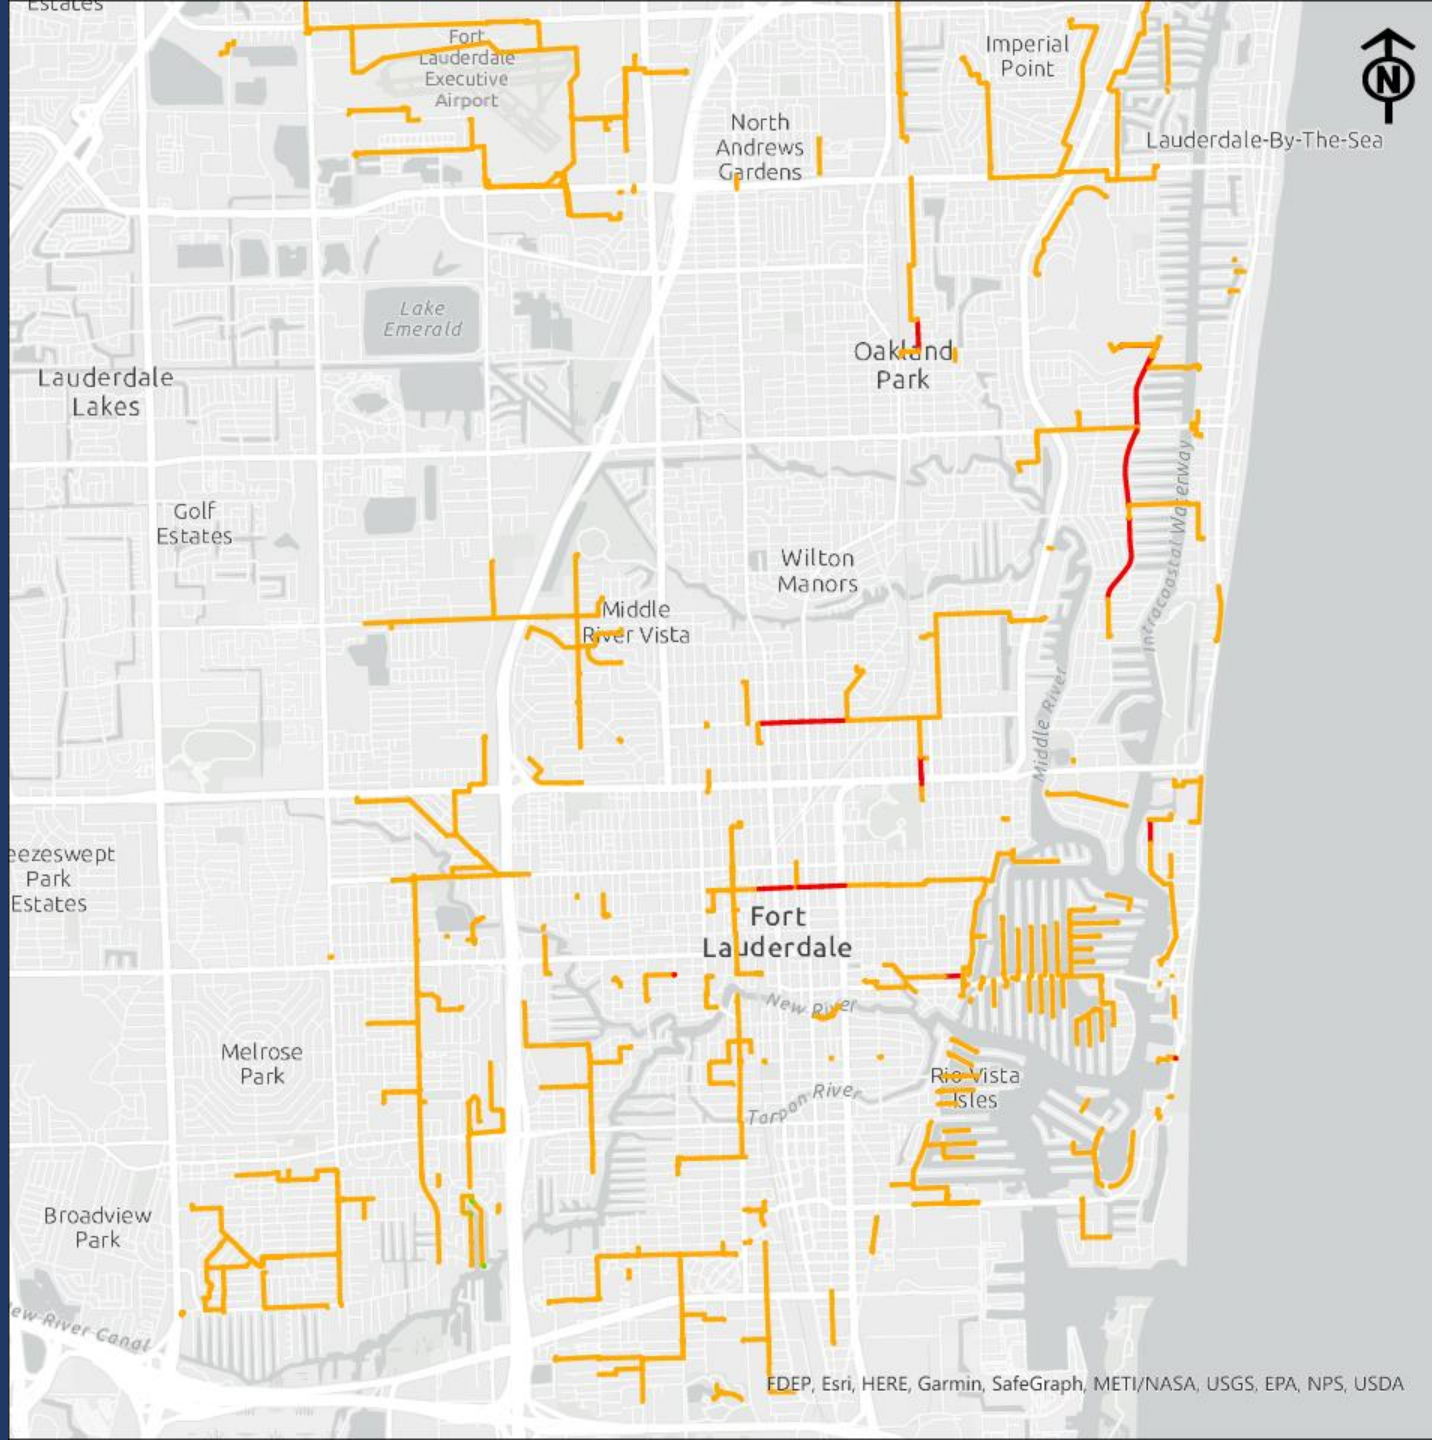 Estates
Fort
Lauderdale
Executive
Airport
Imperial
Point
N
North
Andrews
Gardens
Lauderdale-By-The-Sea
Lake
Emerald
Oakland
Park
Lauderdale
Lakes
Golf
Estates
Intracoastal Waterway
Wilton
Manors
Middle
River Vista
Middle River
eezeswept
Park
Estates
Fort
Lauderdale
New River
Melrose
Park
Rio Vista
Isles
Tarpon River
Broadview
Park
ew River Canal
FDEP, Esri, HERE, Garmin, SafeGraph, METI/NASA, USGS, EPA, NPS, USDA